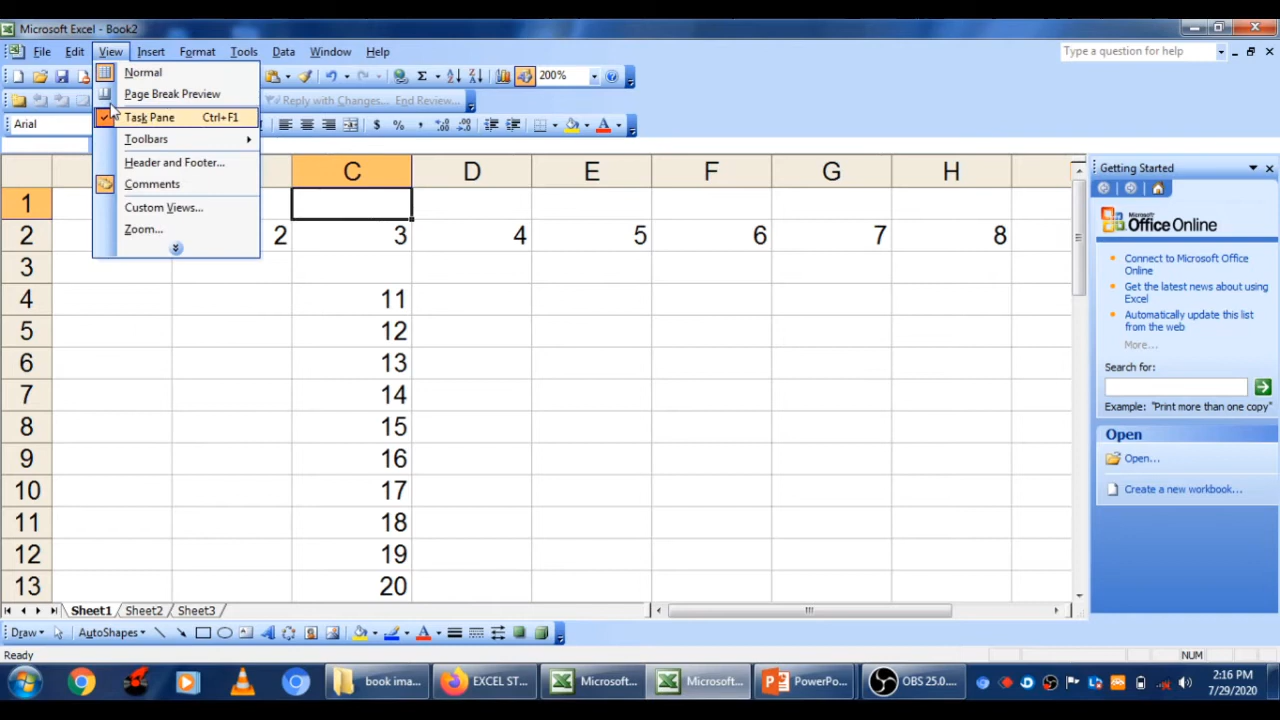 Microsoft Excel - Book2
File Edit View Insert Format Tools Data Window Help
Type a question for help
200%
Reply with Changes... End Review...
Arial
Normal
Page Break Preview
Task Pane Ctrl+F1
Toolbars
Header and Footer...
Comments
Custom Views...
Zoom...
C D E F G H
1
2 2 3 4 5 6 7 8
3
4 11
5 12
6 13
7 14
8 15
9 16
10 17
11 18
12 19
13 20
Getting Started
Microsoft
Office Online
Connect to Microsoft Office
Online
Get the latest news about using
Excel
Automatically update this list
from the web
More...
Search for:
Example: "Print more than one copy"
Open
Open...
Create a new workbook...
Sheet1 Sheet2 Sheet3
Draw AutoShapes
Ready
NUM
book ima...
EXCEL ST...
Microsoft...
Microsoft...
PowerPo...
OBS 25.0....
2:16 PM
7/29/2020